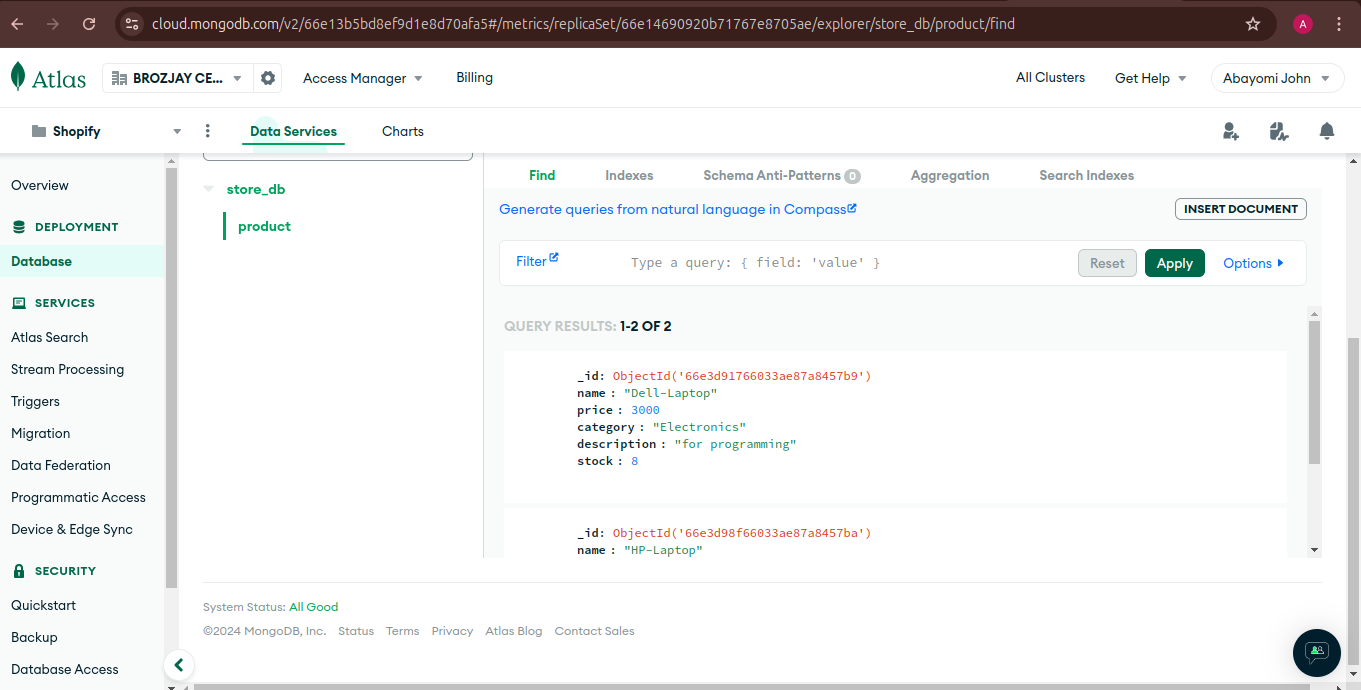 cloud.mongodb.com/v2/66e13b5bd8ef9d1e8d70afa5#/metrics/replicaSet/66e14690920b71767e8705ae/explorer/store_db/product/find
A
Atlas
BROZJAY CE...
Access Manager
Billing
All Clusters
Get Help
Abayomi John
Shopify
Data Services
Charts
Overview
DEPLOYMENT
Database
SERVICES
Atlas Search
Stream Processing
Triggers
Migration
Data Federation
Programmatic Access
Device & Edge Sync
SECURITY
Quickstart
Backup
Database Access
store_db
product
Find
Indexes
Schema Anti-Patterns 0
Aggregation
Search Indexes
Generate queries from natural language in Compass
INSERT DOCUMENT
Filter
Type a query: { field: 'value' }
Reset
Apply
Options
QUERY RESULTS: 1-2 OF 2
_id: ObjectId('66e3d91766033ae87a8457b9')
name : "Dell-Laptop"
price : 3000
category : "Electronics"
description : "for programming"
stock : 8
_id: ObjectId('66e3d98f66033ae87a8457ba')
name : "HP-Laptop"
System Status: All Good
©2024 MongoDB, Inc.
Status
Terms
Privacy
Atlas Blog
Contact Sales